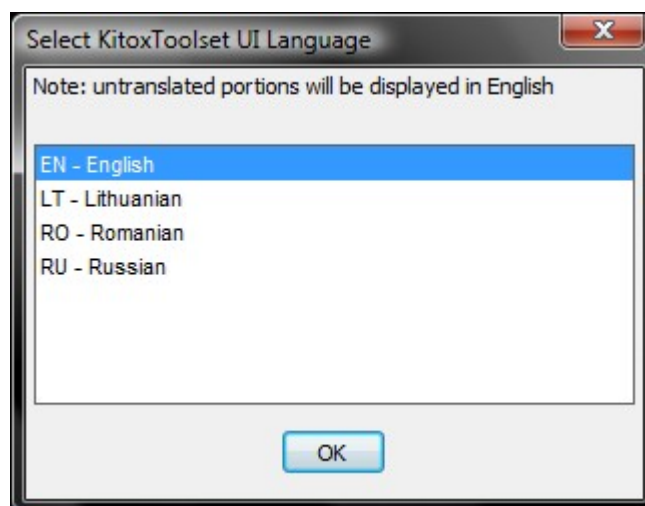 Select KitoxToolset UI Language
Note: untranslated portions will be displayed in English
EN - English
LT - Lithuanian
RO - Romanian
RU - Russian
OK